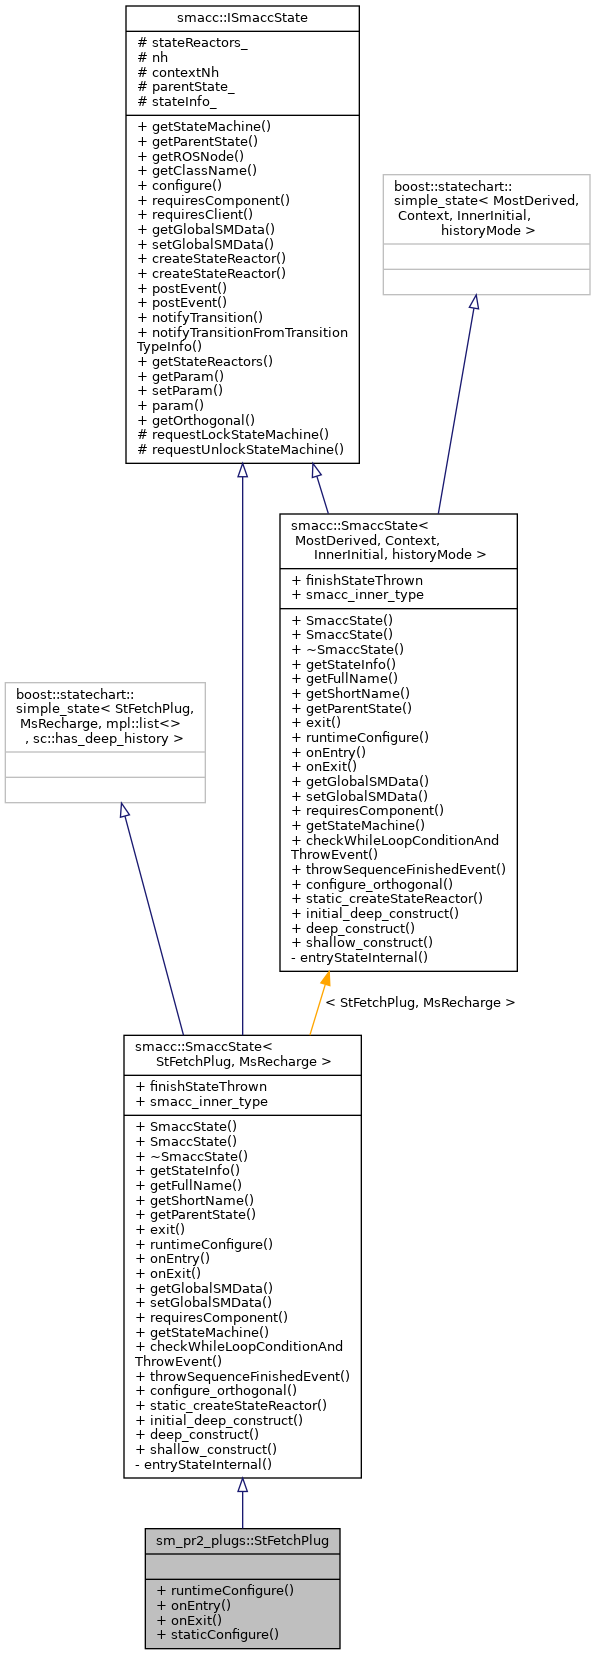 smacc::ISmaccState
# stateReactors_
# nh
# contextNh
# parentState_
# stateInfo_
+ getStateMachine()
+ getParentState()
+ getROSNode()
+ getClassName()
+ configure()
+ requiresComponent()
+ requiresClient()
+ getGlobalSMData()
+ setGlobalSMData()
+ createStateReactor()
+ createStateReactor()
+ postEvent()
+ postEvent()
+ notifyTransition()
+ notifyTransitionFromTransition
TypeInfo()
+ getStateReactors()
+ getParam()
+ setParam()
+ param()
+ getOrthogonal()
# requestLockStateMachine()
# requestUnlockStateMachine()
boost::statechart::
simple_state< MostDerived,
Context, InnerInitial,
historyMode >
smacc::SmaccState<
MostDerived, Context,
InnerInitial, historyMode >
+ finishStateThrown
+ smacc_inner_type
+ SmaccState()
+ SmaccState()
+ ~SmaccState()
+ getStateInfo()
+ getFullName()
+ getShortName()
+ getParentState()
+ exit()
+ runtimeConfigure()
+ onEntry()
+ onExit()
+ getGlobalSMData()
+ setGlobalSMData()
+ requiresComponent()
+ getStateMachine()
+ checkWhileLoopConditionAnd
ThrowEvent()
+ throwSequenceFinishedEvent()
+ configure_orthogonal()
+ static_createStateReactor()
+ initial_deep_construct()
+ deep_construct()
+ shallow_construct()
- entryStateInternal()
boost::statechart::
simple_state< StFetchPlug,
MsRecharge, mpl::list<>
, sc::has_deep_history >
< StFetchPlug, MsRecharge >
smacc::SmaccState<
StFetchPlug, MsRecharge >
+ finishStateThrown
+ smacc_inner_type
+ SmaccState()
+ SmaccState()
+ ~SmaccState()
+ getStateInfo()
+ getFullName()
+ getShortName()
+ getParentState()
+ exit()
+ runtimeConfigure()
+ onEntry()
+ onExit()
+ getGlobalSMData()
+ setGlobalSMData()
+ requiresComponent()
+ getStateMachine()
+ checkWhileLoopConditionAnd
ThrowEvent()
+ throwSequenceFinishedEvent()
+ configure_orthogonal()
+ static_createStateReactor()
+ initial_deep_construct()
+ deep_construct()
+ shallow_construct()
- entryStateInternal()
sm_pr2_plugs::StFetchPlug
+ runtimeConfigure()
+ onEntry()
+ onExit()
+ staticConfigure()